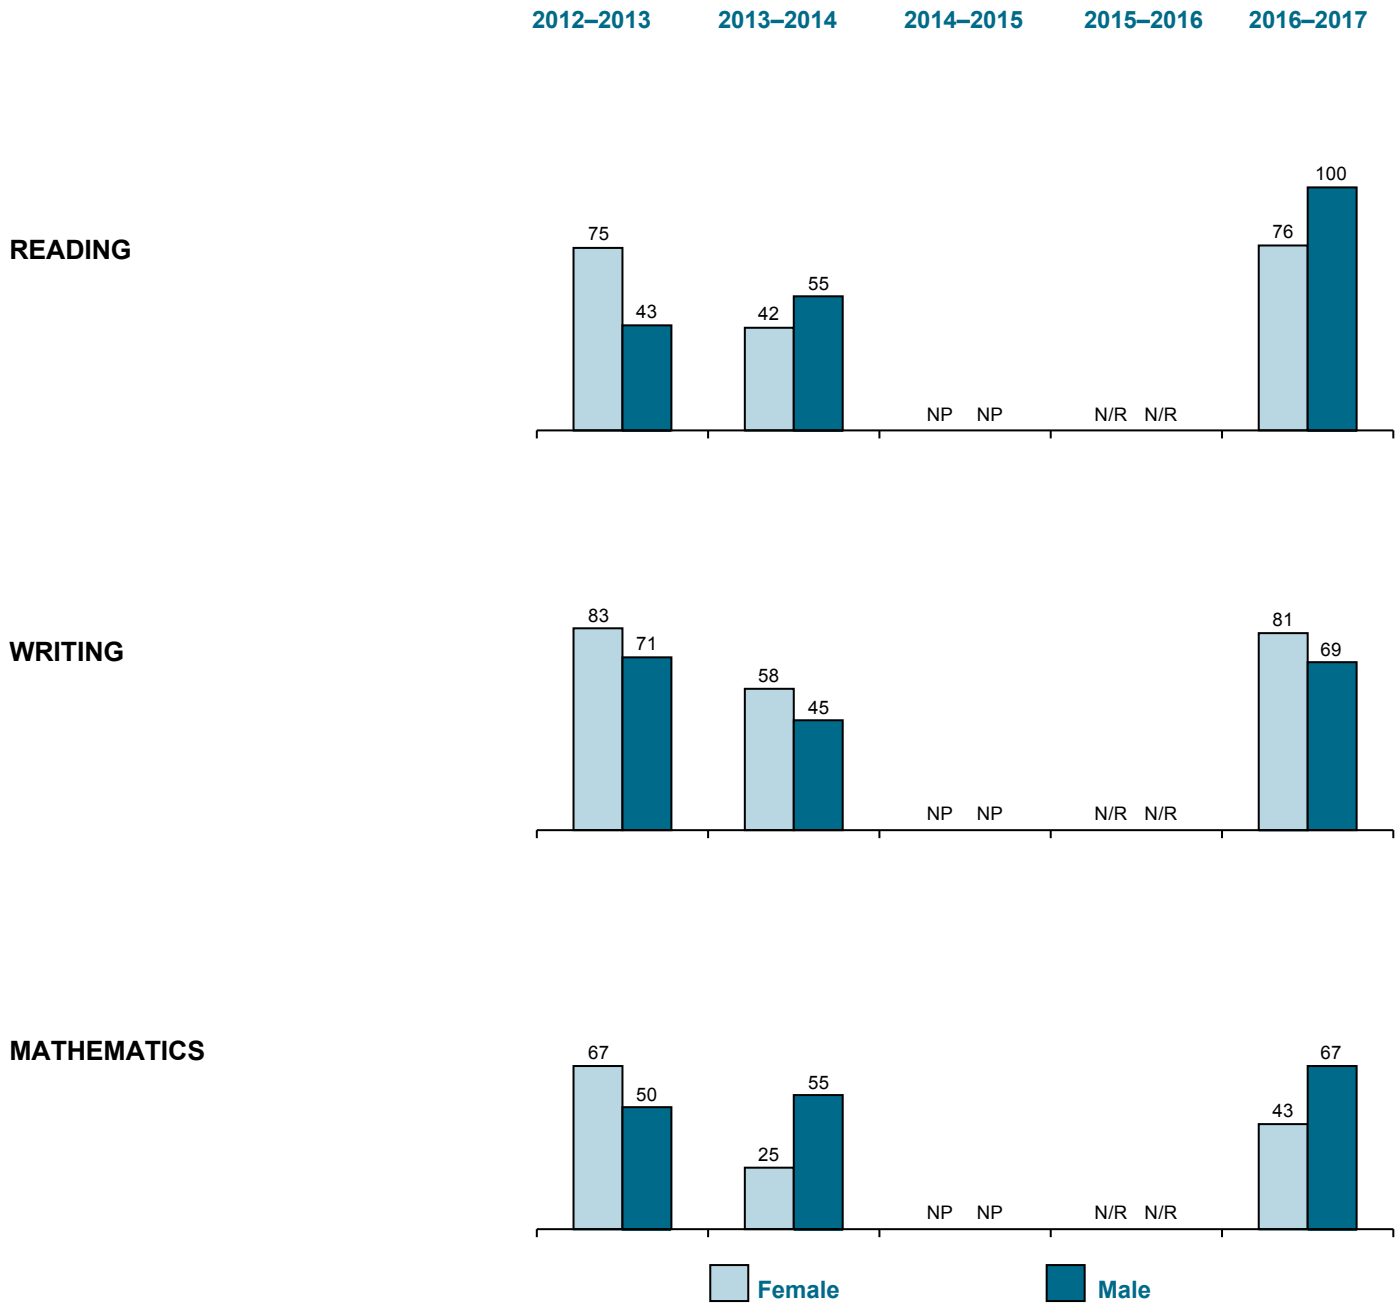 2012–2013 2013–2014 2014–2015 2015–2016 2016–2017
READING
75 43 42 55 NP NP N/R N/R 76 100
WRITING
83 71 58 45 NP NP N/R N/R 81 69
MATHEMATICS
67 50 25 55 NP NP N/R N/R 43 67
Female Male